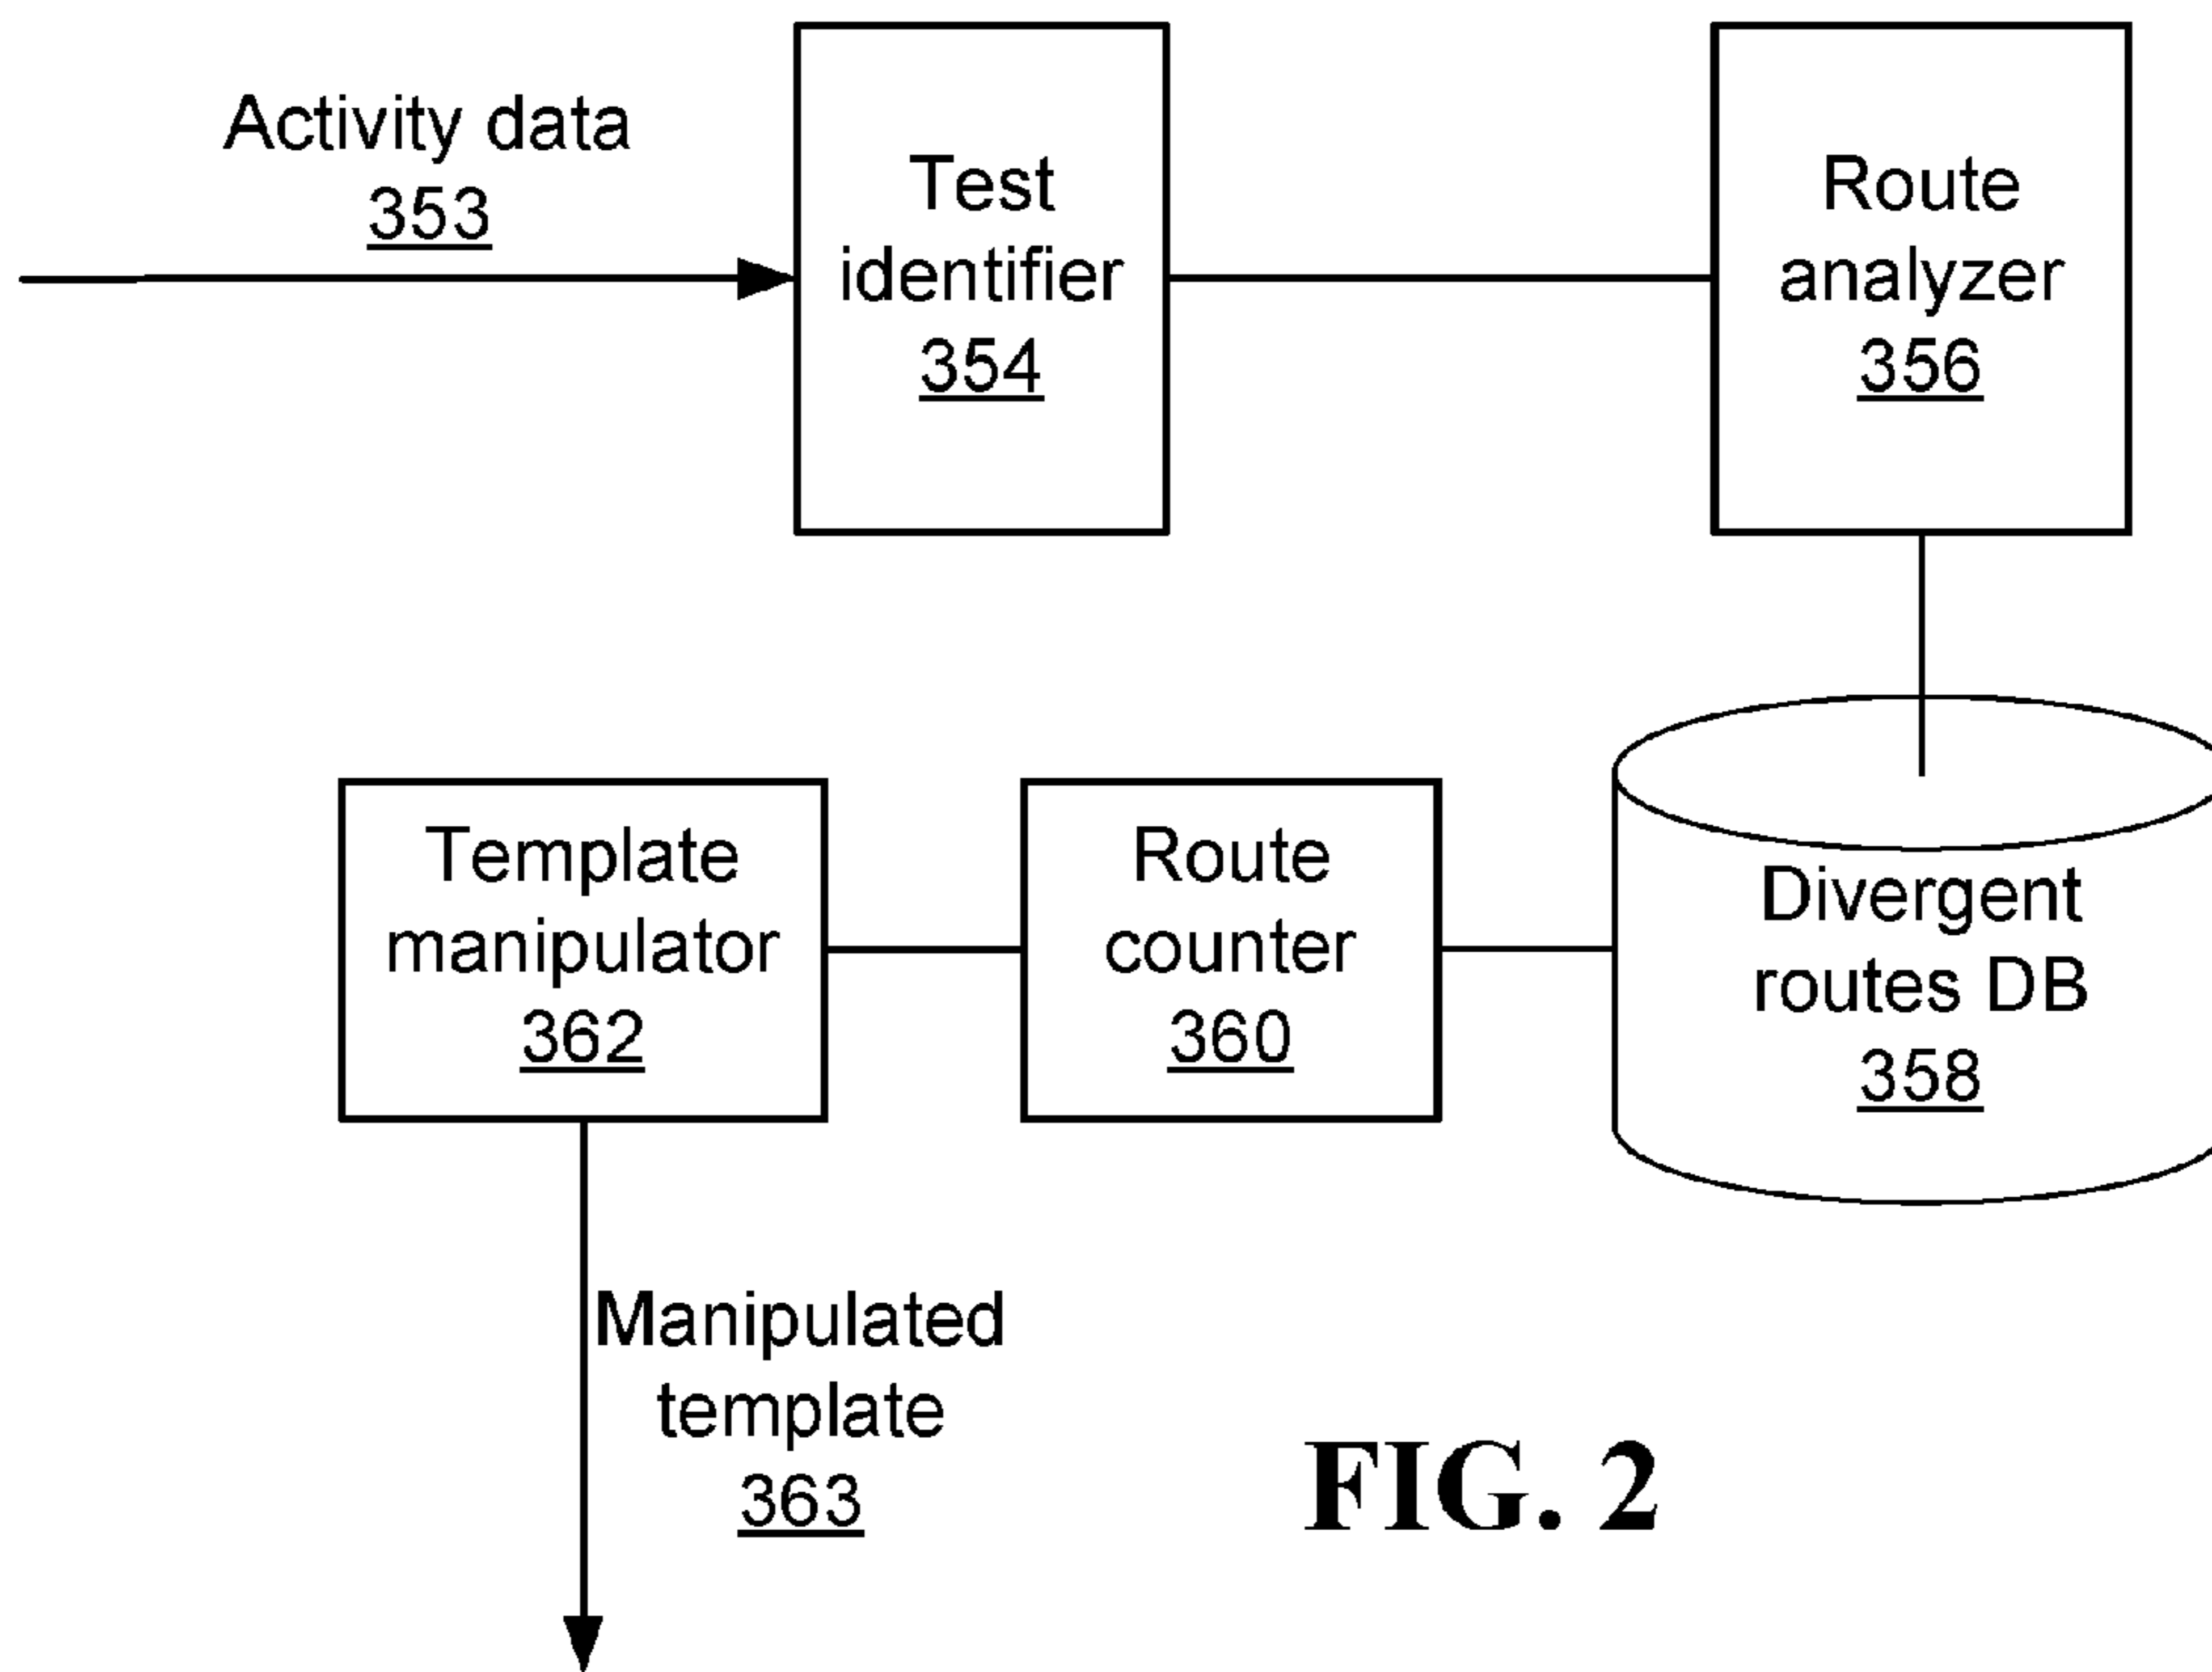 Activity data
353
Test
identifier
354
Route
analyzer
356
Template
manipulator
362
Route
counter
360
Divergent
routes DB
358
Manipulated
template
363
FIG. 2